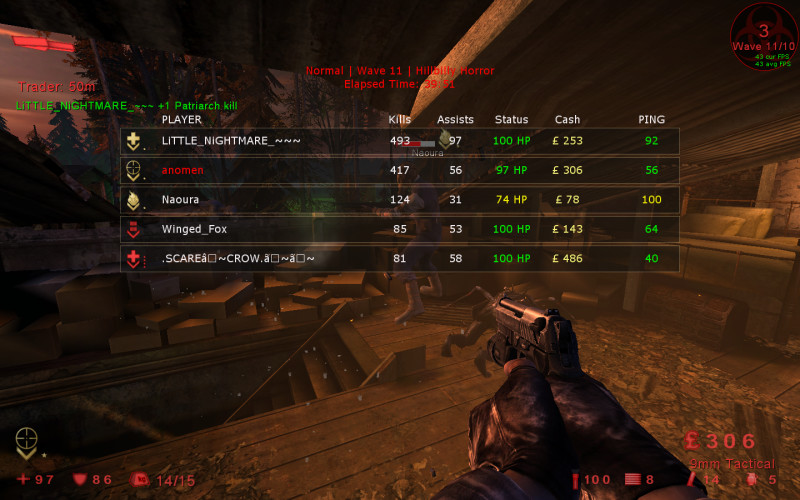 3
Wave 11/10
43 cur FPS
43 avg FPS
Normal | Wave 11 | Hillbilly Horror
Elapsed Time: 39:51
Trader: 50m
LiTTLE_NiGHTMARE_~~~ +1 Patriarch kill
PLAYER Kills Assists Status Cash PING
LiTTLE_NiGHTMARE_~~~ 493 97 100 HP £ 253 92
Naoura
anomen 417 56 97 HP £ 306 56
Naoura 124 31 74 HP £ 78 100
Winged_Fox 85 53 100 HP £ 143 64
.SCAREâ□~CROW.ã□~ã□~ 81 58 100 HP £ 486 40
£306
9mm Tactical
97 86 14/15 100 8 14 5